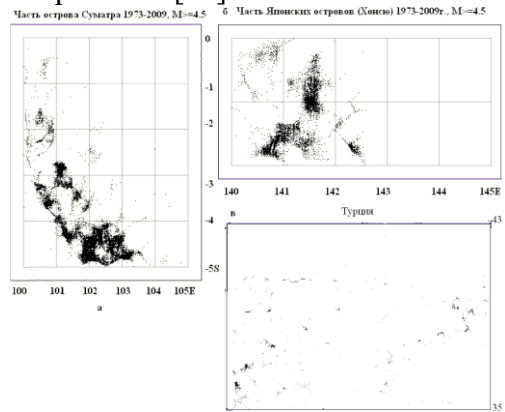 Часть острова Суматра 1973-2009, M>=4.5
0
-1
-2
-3
-4
-5S
100 101 102 103 104 105E
а
б Часть Японских островов (Хонсю) 1973-2009г., M>=4.5
140 141 142 143 144 145E
в Турция
43
35